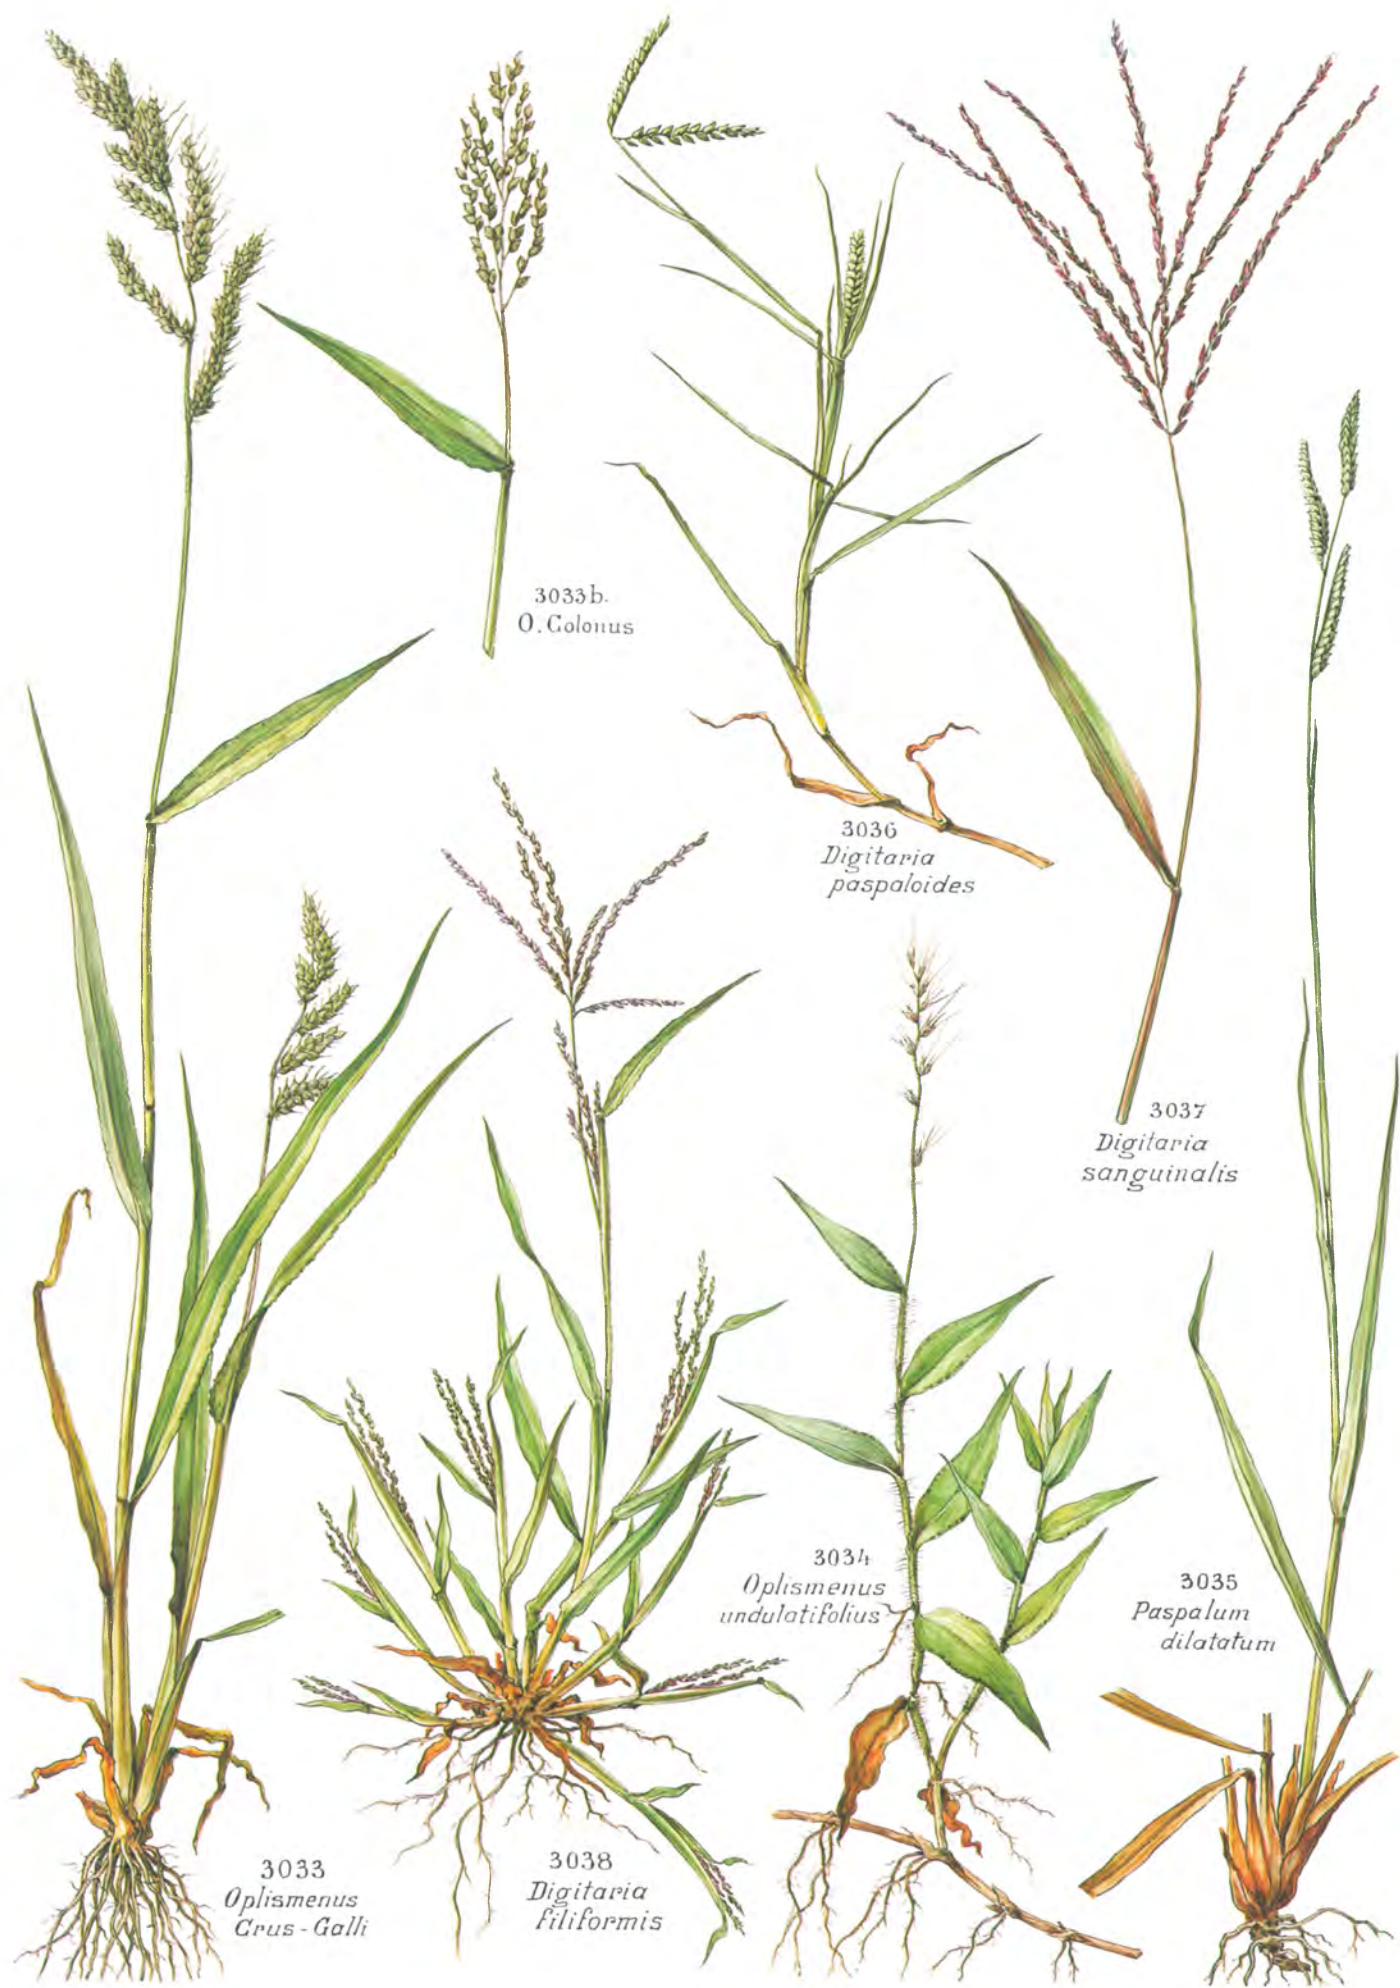 3033b.
O. Colonus
3036
Digitaria
paspaloides
3037
Digitaria
sanguinalis
3034
Oplismenus
undulatifolius
3035
Paspalum
dilatatum
3033
Oplismenus
Crus-Galli
3038
Digitaria
filiformis